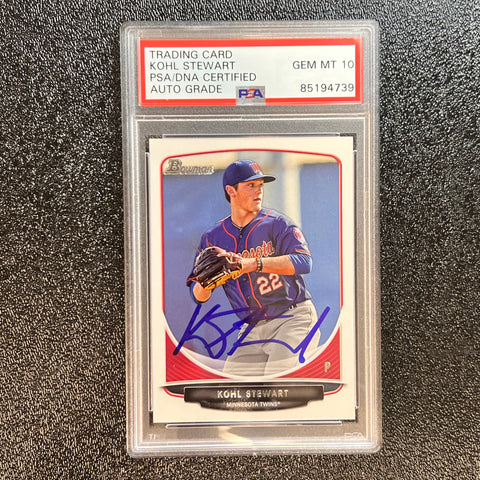 TRADING CARD
KOHL STEWART
PSA/DNA CERTIFIED
AUTO GRADE
GEM MT 10
PSA
85194739
Bowman
22
P
KOHL STEWART
MINNESOTA TWINS